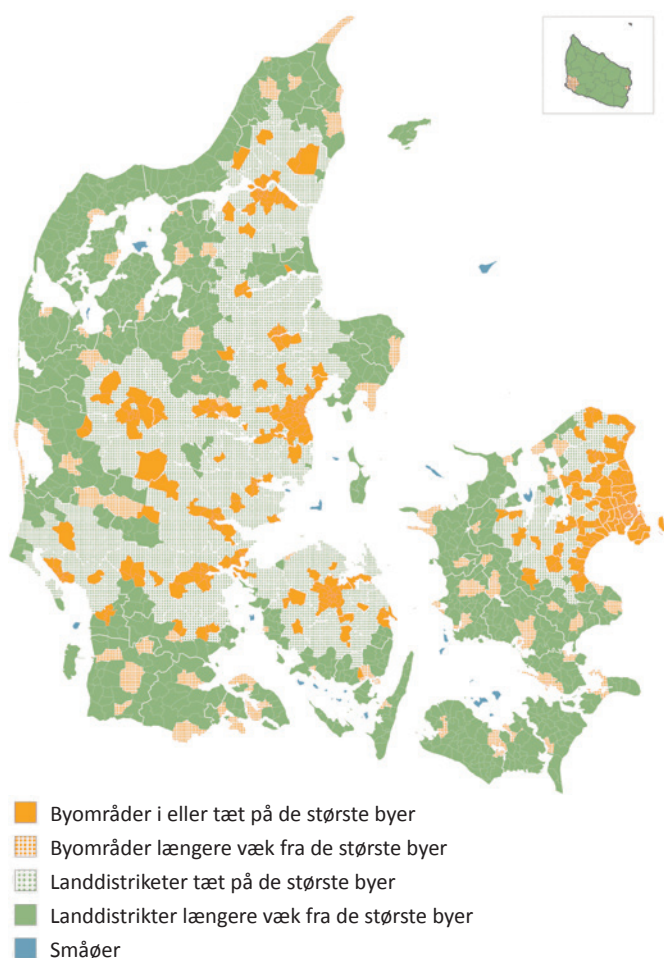 Byområder i eller tæt på de største byer
Byområder længere væk fra de største byer
Landdistriketer tæt på de største byer
Landdistrikter længere væk fra de største byer
Småøer